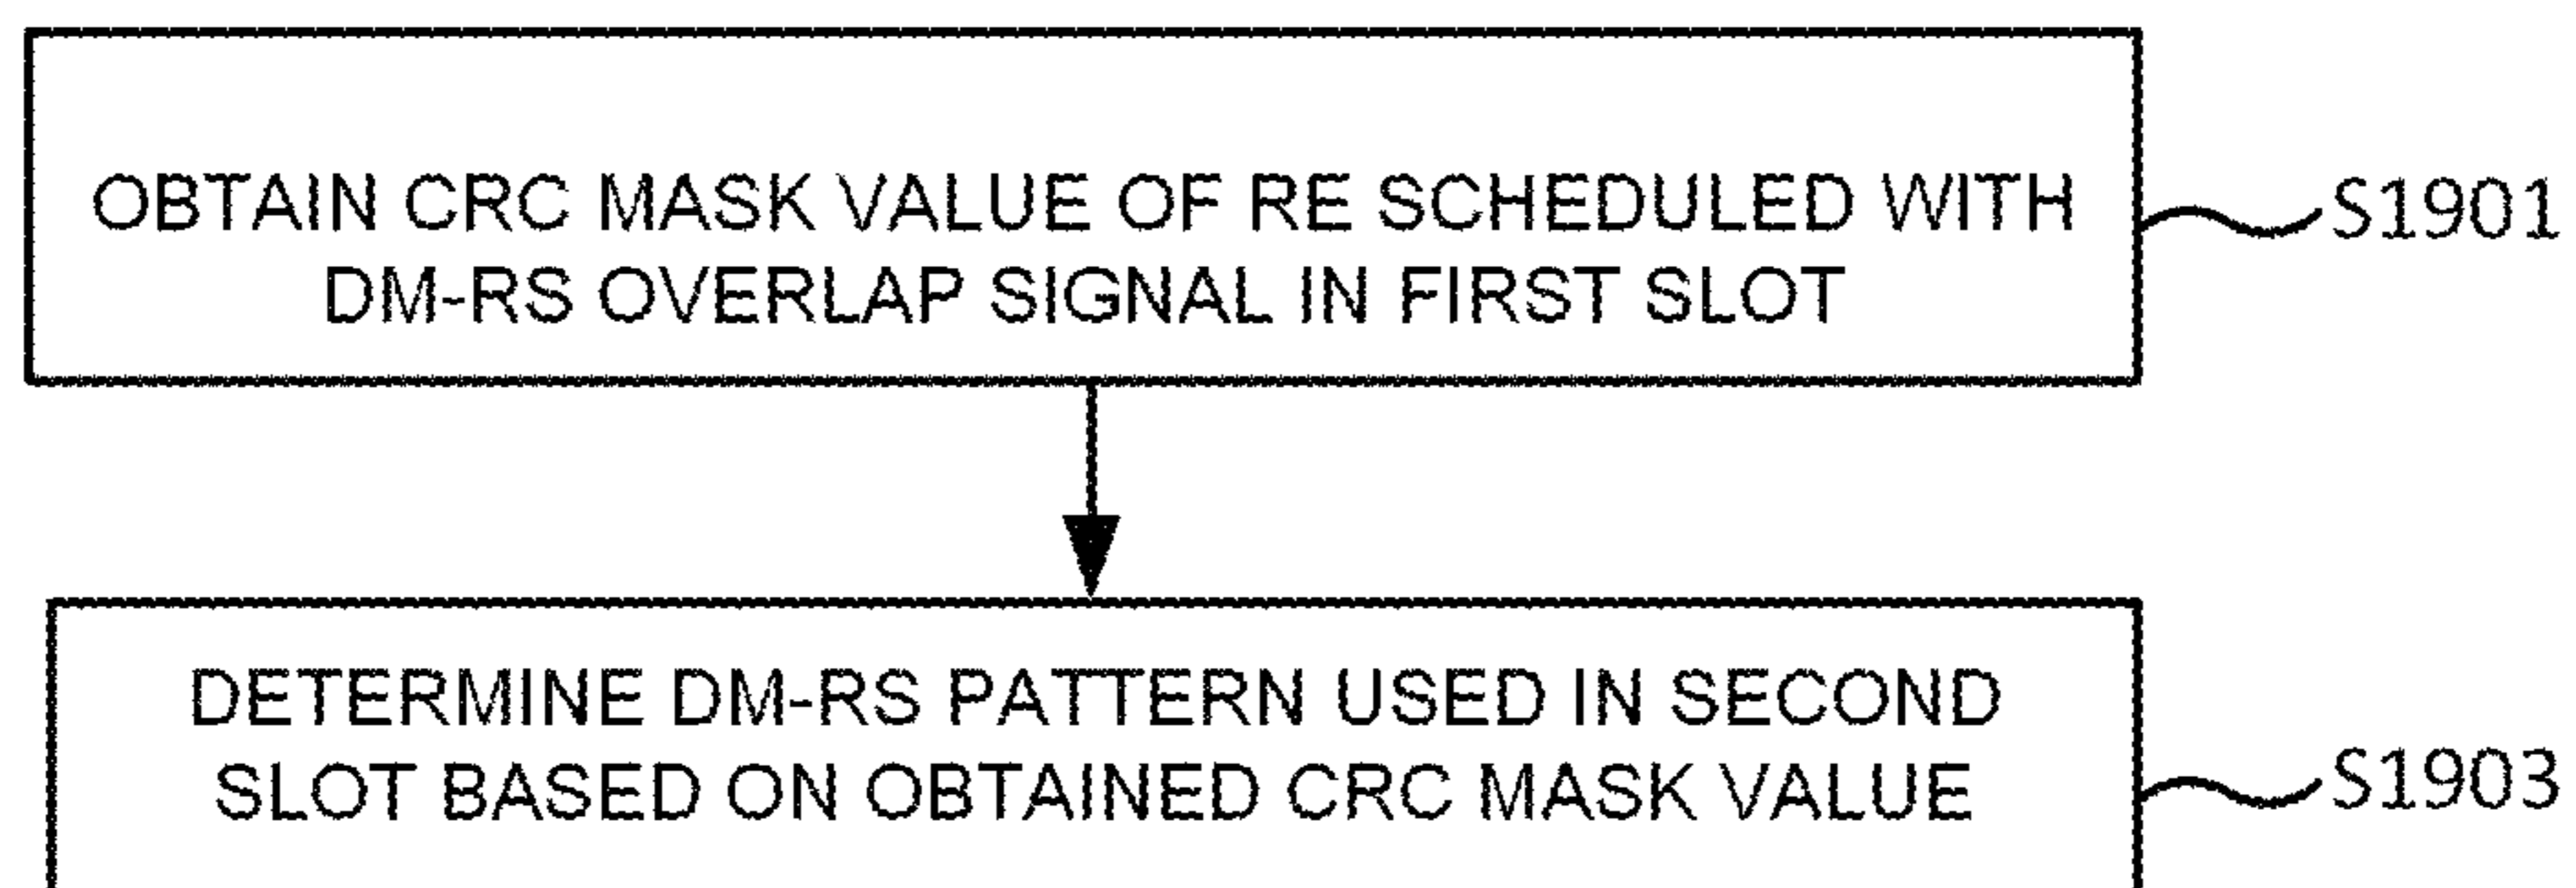 OBTAIN CRC MASK VALUE OF RE SCHEDULED WITH
DM-RS OVERLAP SIGNAL IN FIRST SLOT
S1901
DETERMINE DM-RS PATTERN USED IN SECOND
SLOT BASED ON OBTAINED CRC MASK VALUE
S1903